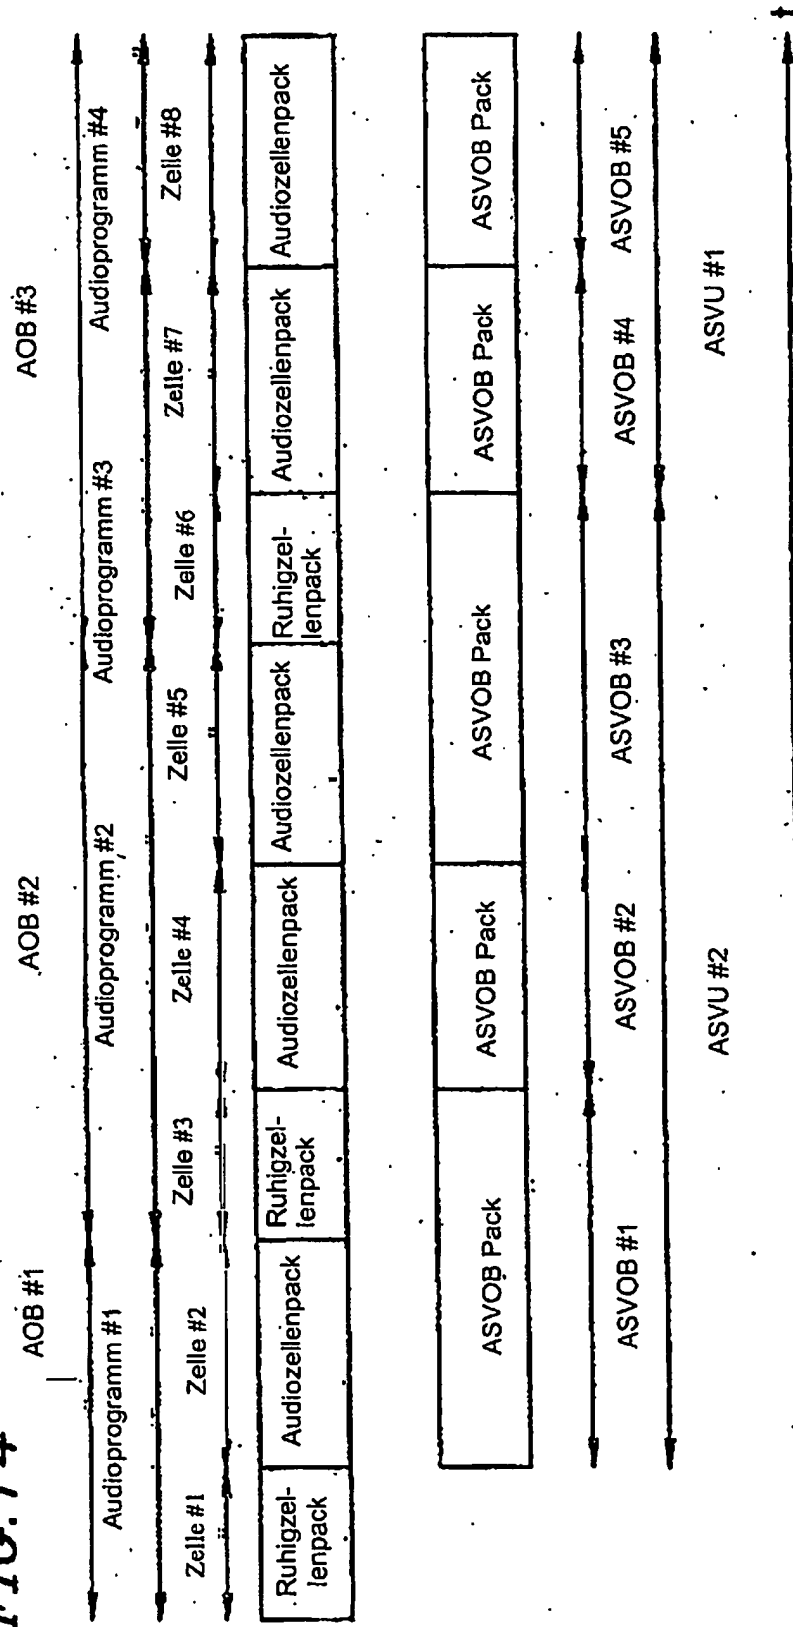 FIG. 74
AOB #1
AOB #2
AOB #3
Audioprogramm #1
Audioprogramm #2
Audioprogramm #3
Audioprogramm #4
Zelle #1
Zelle #2
Zelle #3
Zelle #4
Zelle #5
Zelle #6
Zelle #7
Zelle #8
Ruhigzel-
lenpack
Audiozellenpack
Ruhigzel-
lenpack
Audiozellenpack
Audiozellenpack
Ruhigzel-
lenpack
Audiozellenpack
Audiozellenpack
ASVOB Pack
ASVOB Pack
ASVOB Pack
ASVOB Pack
ASVOB Pack
ASVOB #1
ASVOB #2
ASVOB #3
ASVOB #4
ASVOB #5
ASVU #2
ASVU #1
t